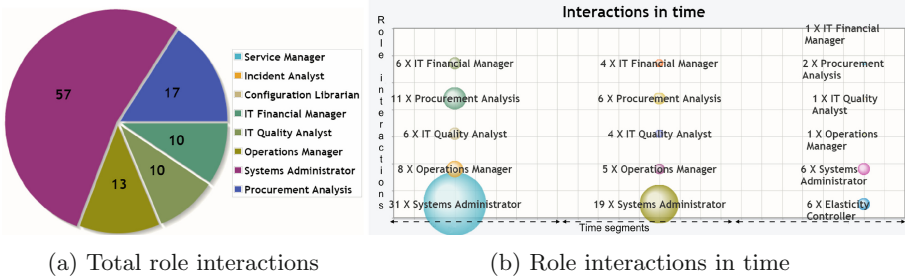 57
17
10
10
13
Service Manager
Incident Analyst
Configuration Librarian
IT Financial Manager
IT Quality Analyst
Operations Manager
Systems Administrator
Procurement Analysis
(a) Total role interactions
Interactions in time
Role interactions
1 X IT Financial
Manager
6 X IT Financial Manager
4 X IT Financial Manager
2 X Procurement
Analysis
11 X Procurement Analysis
6 X Procurement Analysis
1 X IT Quality
Analyst
6 X IT Quality Analyst
4 X IT Quality Analyst
1 X Operations
Manager
8 X Operations Manager
5 X Operations Manager
6 X Systems
Administrator
31 X Systems Administrator
19 X Systems Administrator
6 X Elasticity
Controller
Time segments
(b) Role interactions in time